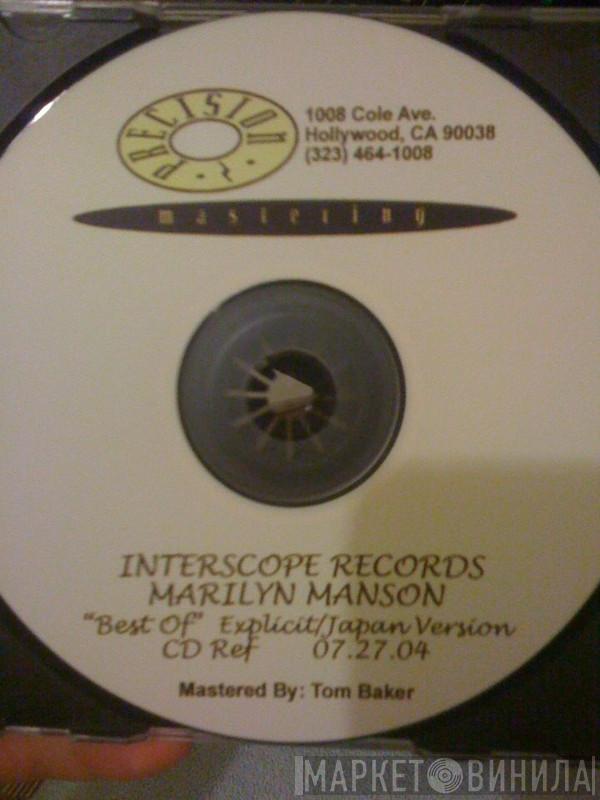 PRECISION
1008 Cole Ave.
Hollywood, CA 90038
(323) 464-1008
mastering
INTERSCOPE RECORDS
MARILYN MANSON
"Best Of" Explicit/Japan Version
CD Ref 07.27.04
Mastered By: Tom Baker
МАРКЕТ ВИНИЛА